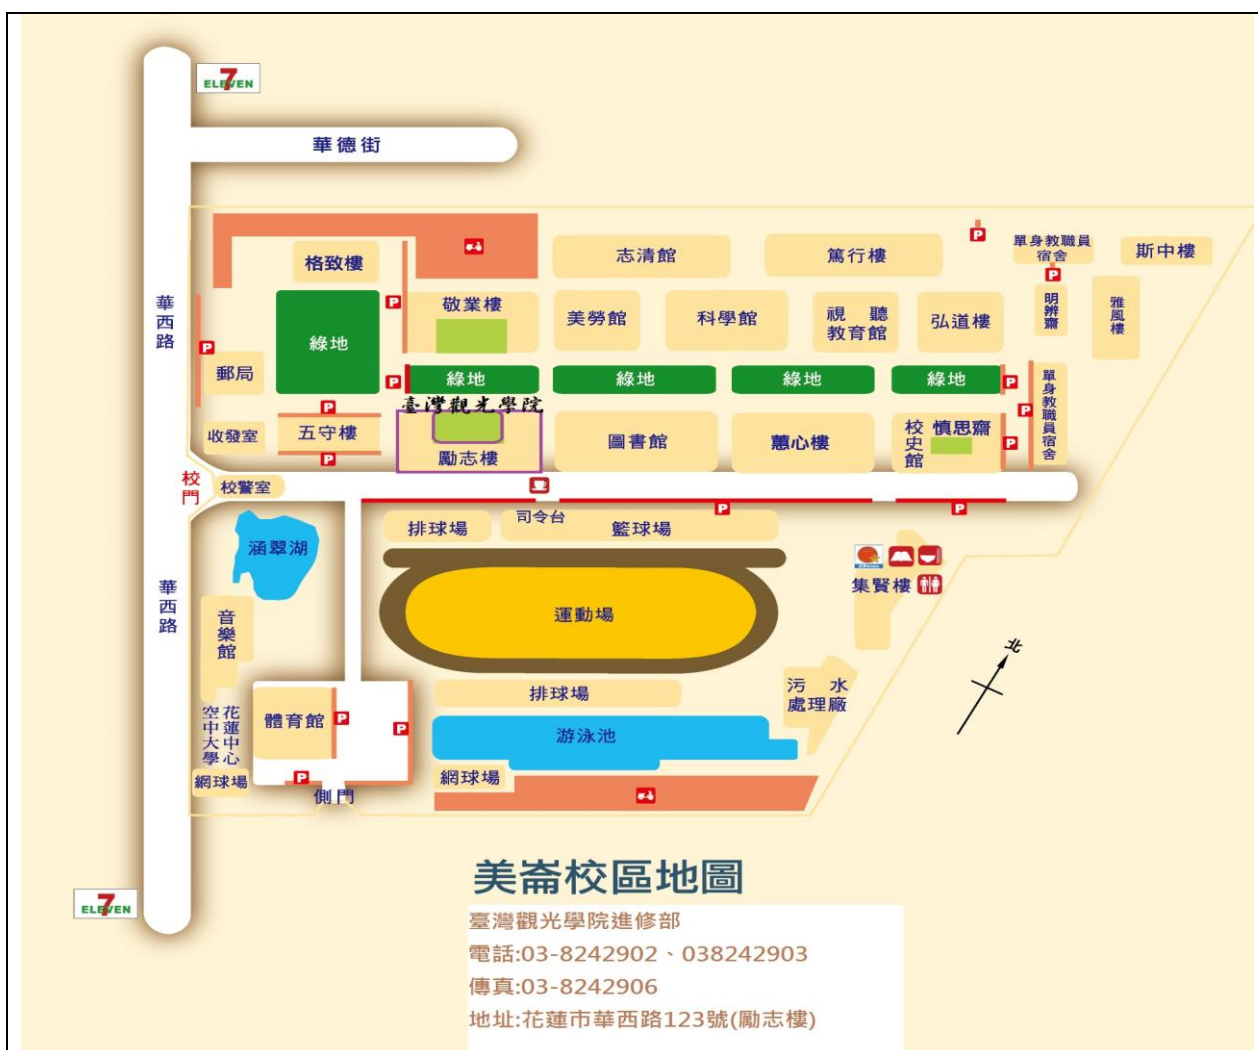 7
ELEVEN
華德街
華西路
志清館
篤行樓
P
單身教職員
宿舍
斯中樓
格致樓
P
敬業樓
美勞館
科學館
視聽
教育館
弘道樓
明辨齋
雅風樓
P
綠地
P
郵局
P
綠地
綠地
綠地
綠地
P
單身教職員宿舍
P
臺灣觀光學院
P
收發室
五守樓
P
勵志樓
圖書館
蕙心樓
校史館
慎思齋
P
校門
校警室
P
P
排球場
司令台
籃球場
涵翠湖
集賢樓
華西路
音樂館
運動場
北
排球場
污水
處理廠
花蓮中心
空中大學
體育館
P
P
游泳池
網球場
P
網球場
側門
7
ELEVEN
美崙校區地圖
臺灣觀光學院進修部
電話:03-8242902、038242903
傳真:03-8242906
地址:花蓮市華西路123號(勵志樓)